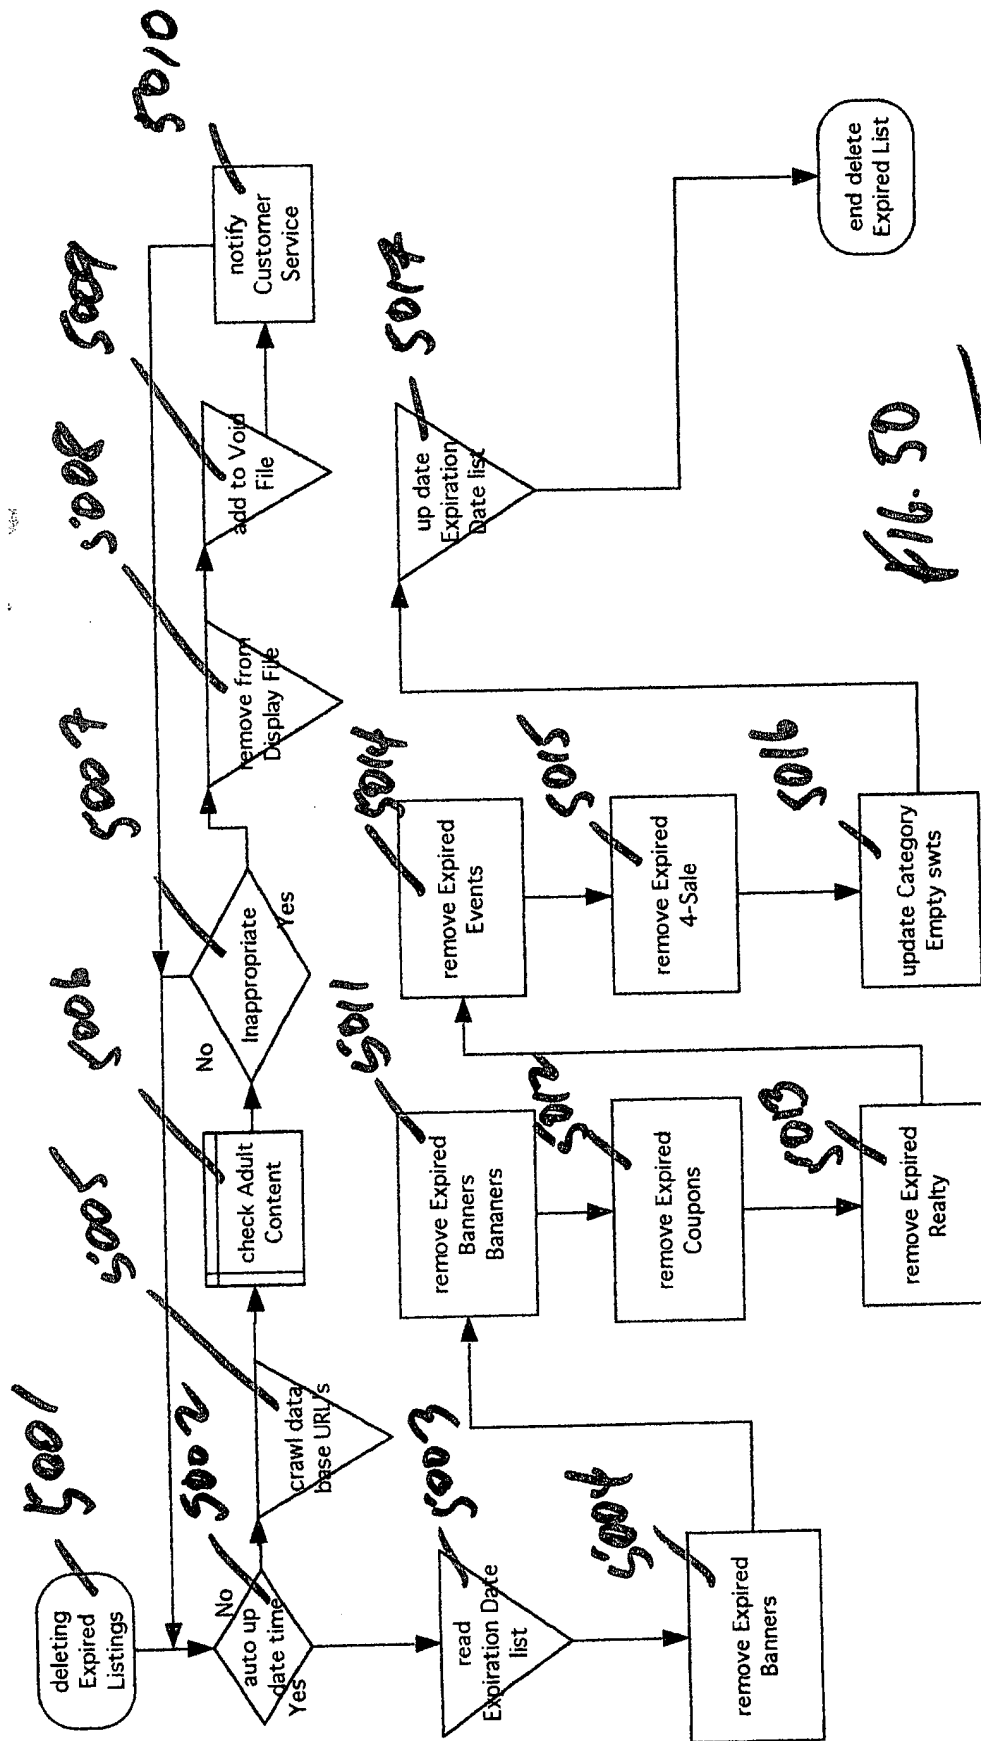 5001
deleting
Expired
Listings
5002
auto up
date time
No
Yes
5003
read
Expiration Date
list
5004
remove Expired
Banners
5005
crawl data
base URL's
5006
check Adult
Content
5007
Inappropriate
No
Yes
5008
remove from
Display File
5009
add to Void
File
5010
notify
Customer
Service
5011
remove Expired
Banners
Bananers
5012
remove Expired
Coupons
5013
remove Expired
Realty
5014
remove Expired
Events
5015
remove Expired
4-Sale
5016
update Category
Empty swts
5017
up date
Expiration
Date list
end delete
Expired List
FIG. 50